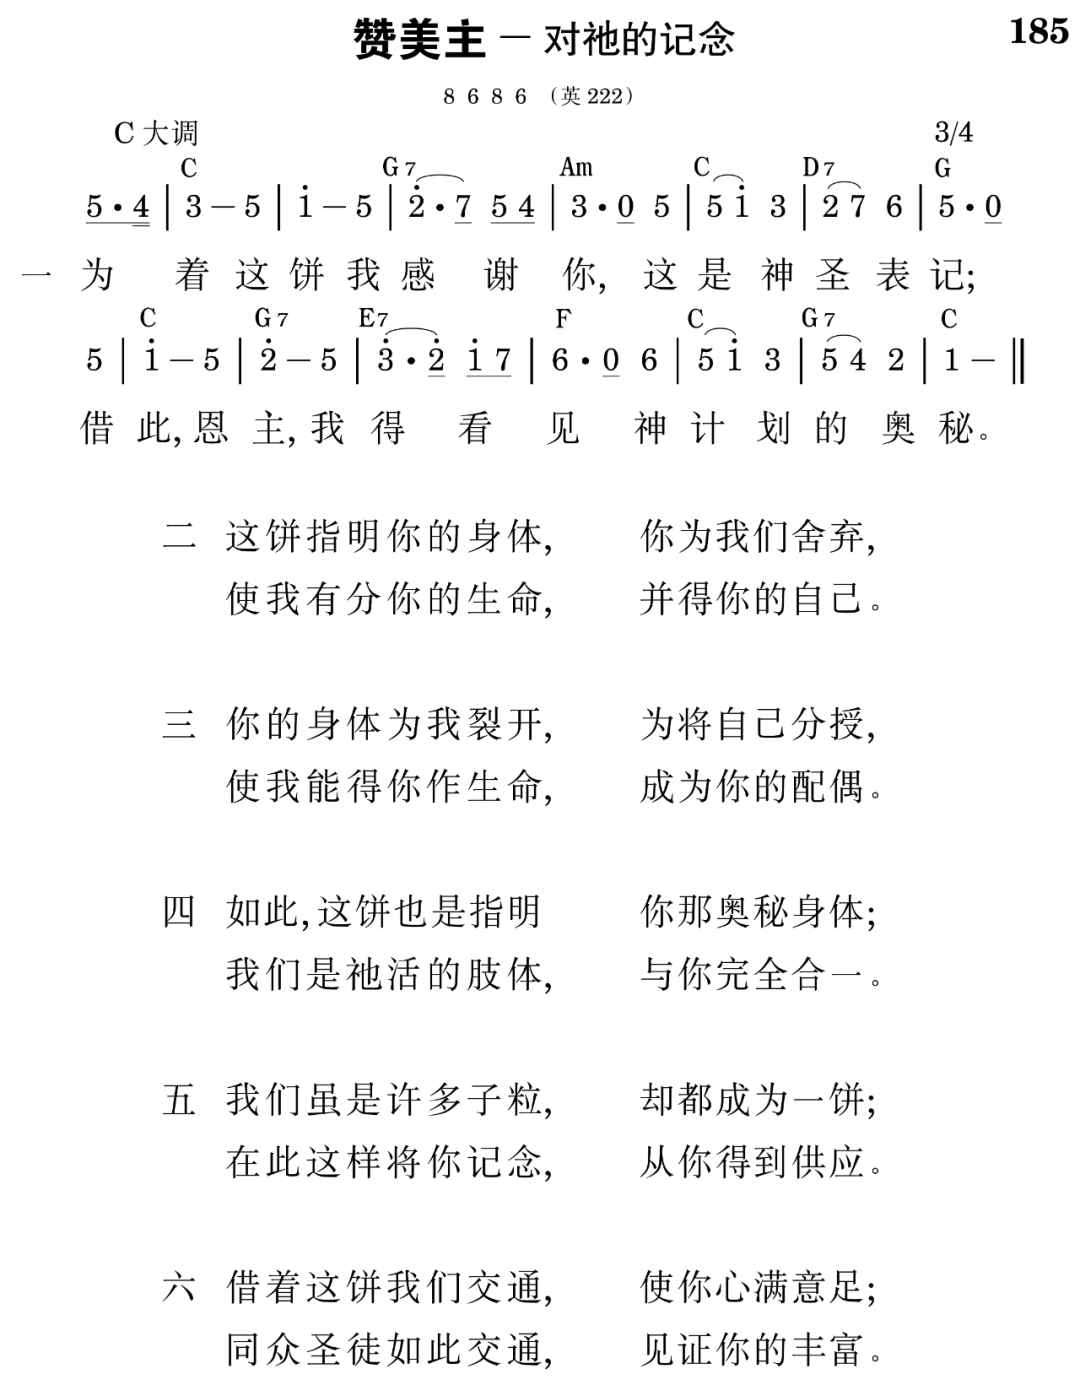 赞美主－对祂的记念
185
8 6 8 6 （英 222）
C 大调 3/4
C G7 Am C D7 G
5·4 | 3－5 | i－5 | 2̇·7 5 4 | 3·0 5 | 5 i 3 | 2 7 6 | 5·0
一 为着这饼我感谢你, 这是神圣表记;
C G7 E7 F C G7 C
5 | i－5 | 2̇－5 | 3̇·2̇ i 7 | 6·0 6 | 5 i 3 | 5 4 2 | 1－ ‖
借此, 恩主, 我得看见神计划的奥秘。
二 这饼指明你的身体, 你为我们舍弃,
使我有分你的生命, 并得你的自己。
三 你的身体为我裂开, 为将自己分授,
使我能得你作生命, 成为你的配偶。
四 如此, 这饼也是指明 你那奥秘身体;
我们是祂活的肢体, 与你完全合一。
五 我们虽是许多子粒, 却都成为一饼;
在此这样将你记念, 从你得到供应。
六 借着这饼我们交通, 使你心满意足;
同众圣徒如此交通, 见证你的丰富。